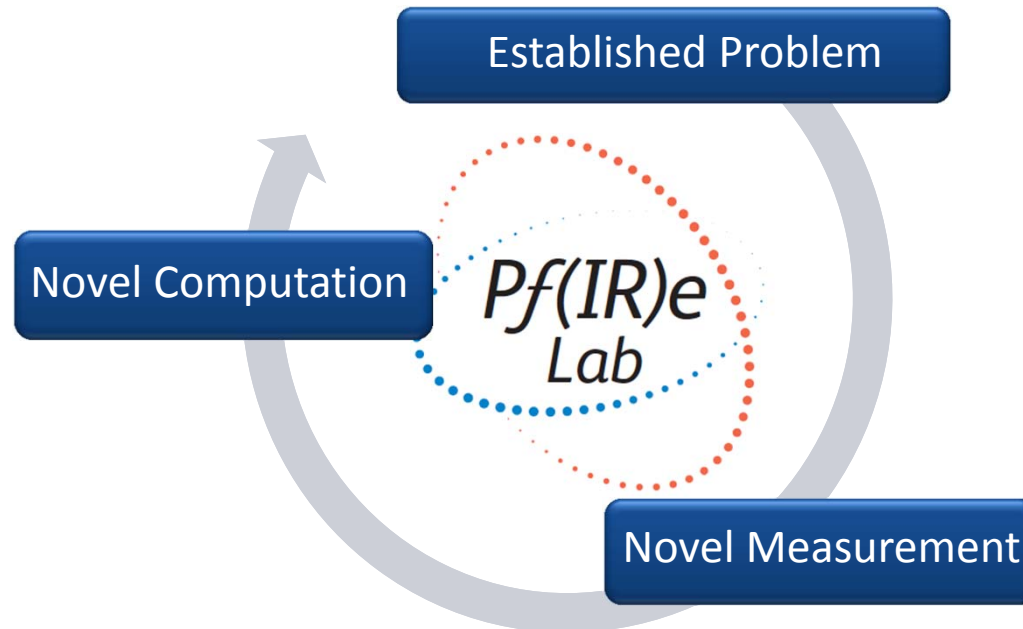 Established Problem
Novel Computation
Pf(IR)e
Lab
Novel Measurement